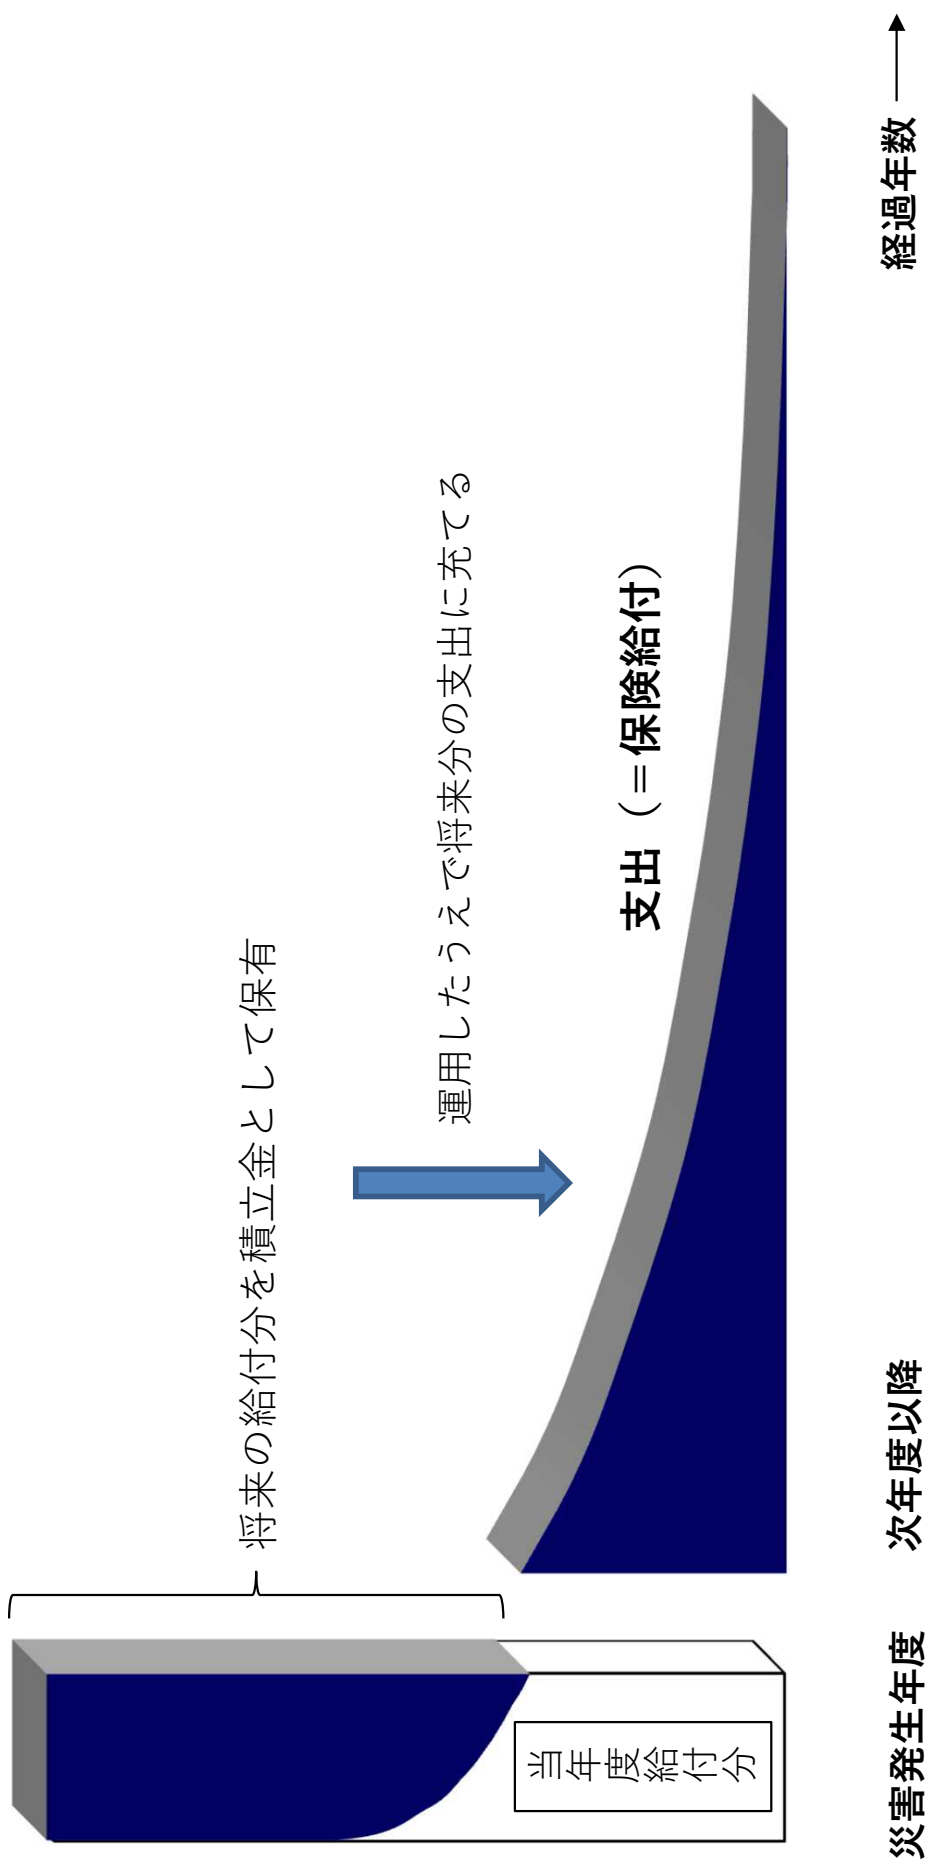 将来の給付分を積立金として保有
運用したうえで将来分の支出に充てる
支出（＝保険給付）
当年度給付分
災害発生年度
次年度以降
経過年数